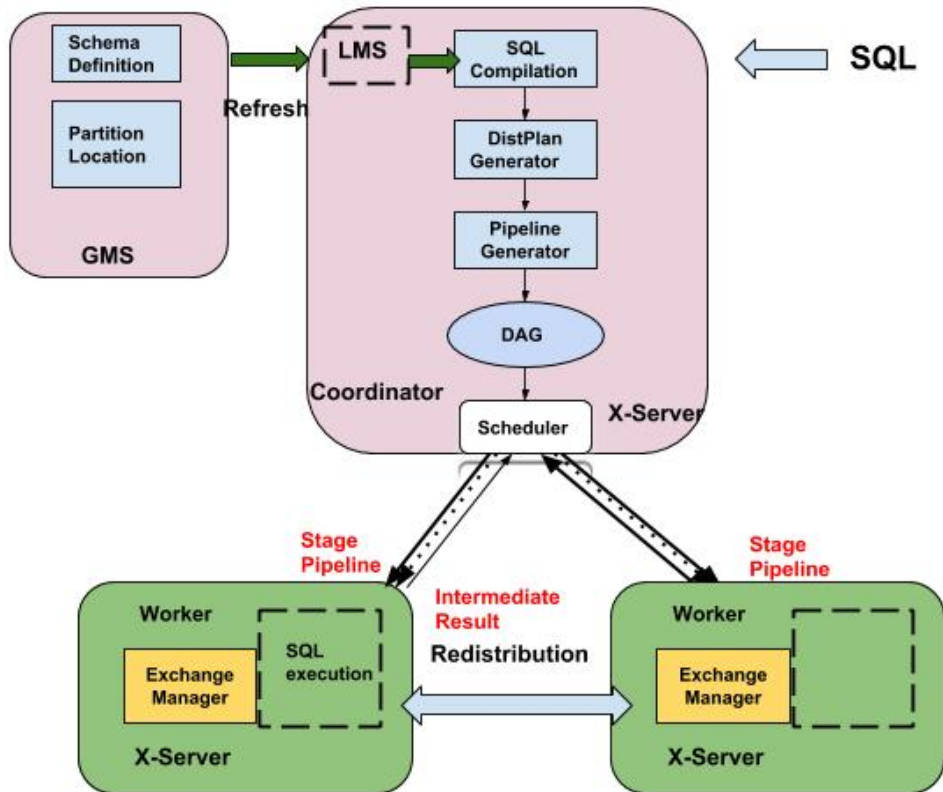 Schema
Definition
Partition
Location
GMS
Refresh
LMS
SQL
Compilation
DistPlan
Generator
Pipeline
Generator
DAG
Coordinator
X-Server
Scheduler
SQL
Stage
Pipeline
Stage
Pipeline
Worker
SQL
execution
Exchange
Manager
X-Server
Intermediate
Result
Redistribution
Worker
Exchange
Manager
X-Server